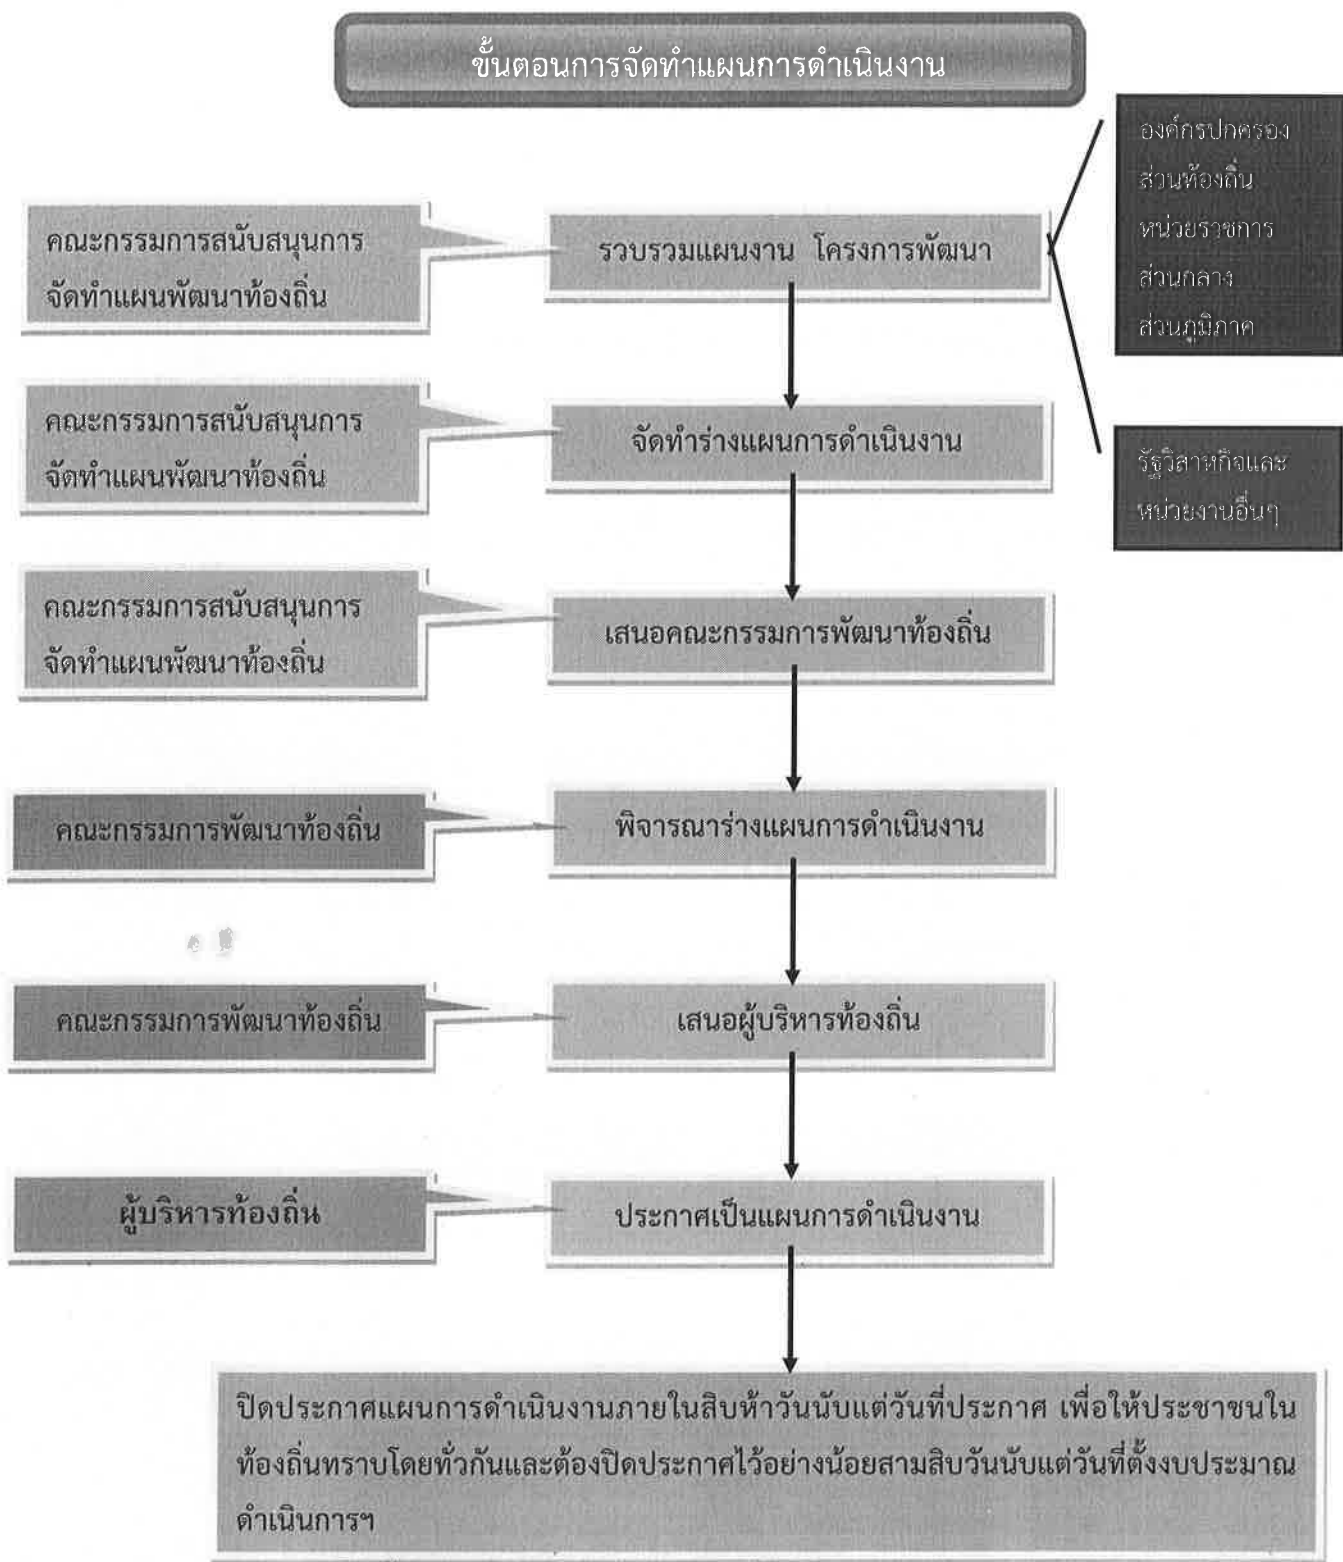 ขั้นตอนการจัดทำแผนการดำเนินงาน
องค์กรปกครอง
ส่วนท้องถิ่น
หน่วยราชการ
ส่วนกลาง
ส่วนภูมิภาค
คณะกรรมการสนับสนุนการ
จัดทำแผนพัฒนาท้องถิ่น
รวบรวมแผนงาน โครงการพัฒนา
คณะกรรมการสนับสนุนการ
จัดทำแผนพัฒนาท้องถิ่น
จัดทำร่างแผนการดำเนินงาน
รัฐวิสาหกิจและ
หน่วยงานอื่นๆ
คณะกรรมการสนับสนุนการ
จัดทำแผนพัฒนาท้องถิ่น
เสนอคณะกรรมการพัฒนาท้องถิ่น
คณะกรรมการพัฒนาท้องถิ่น
พิจารณาร่างแผนการดำเนินงาน
คณะกรรมการพัฒนาท้องถิ่น
เสนอผู้บริหารท้องถิ่น
ผู้บริหารท้องถิ่น
ประกาศเป็นแผนการดำเนินงาน
ปิดประกาศแผนการดำเนินงานภายในสิบห้าวันนับแต่วันที่ประกาศ เพื่อให้ประชาชนใน
ท้องถิ่นทราบโดยทั่วกันและต้องปิดประกาศไว้อย่างน้อยสามสิบวันนับแต่วันที่ตั้งงบประมาณ
ดำเนินการฯ